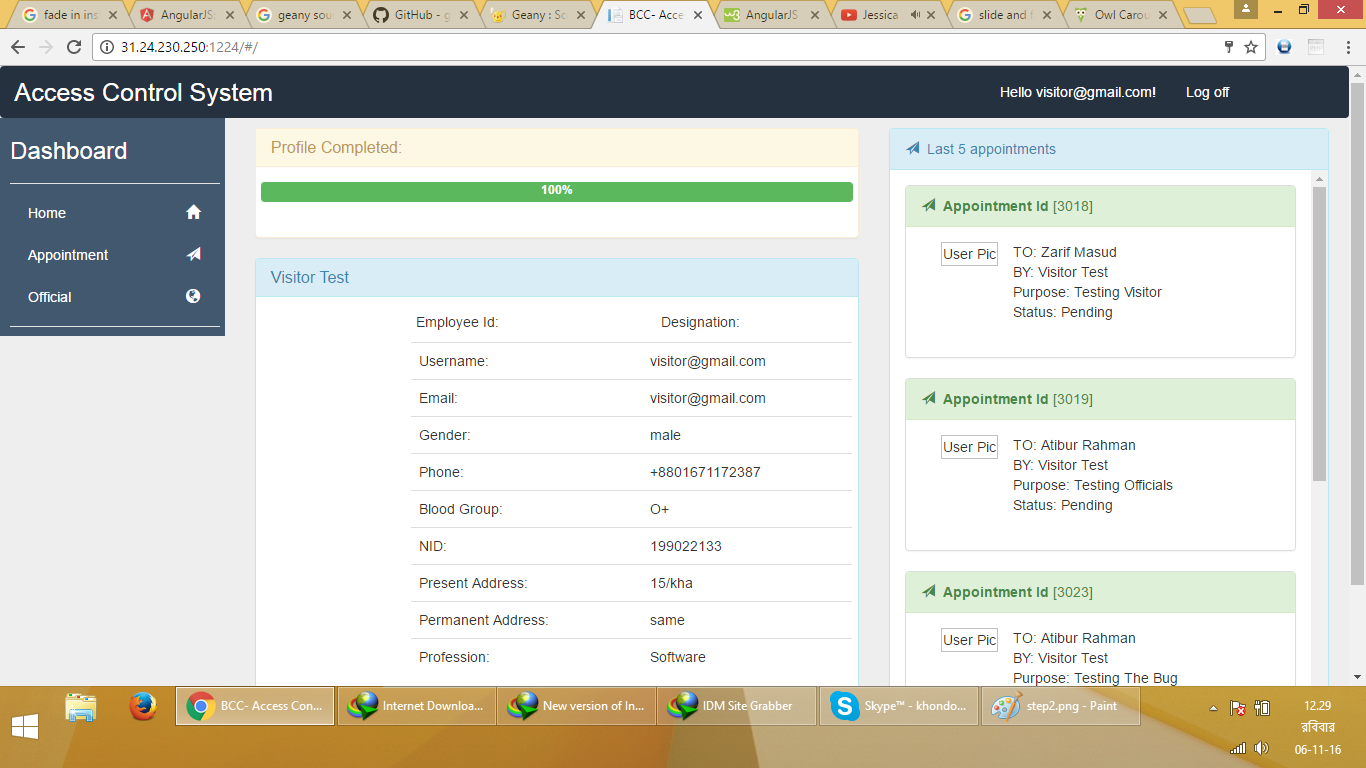 fade in inst
AngularJS:
geany sou
GitHub - g
Geany : So
BCC- Acce
AngularJS
Jessica
slide and f
Owl Carou
31.24.230.250:1224/#/
Access Control System
Hello visitor@gmail.com!
Log off
Dashboard
Home
Appointment
Official
Profile Completed:
100%
Visitor Test
Employee Id: Designation:
Username: visitor@gmail.com
Email: visitor@gmail.com
Gender: male
Phone: +8801671172387
Blood Group: O+
NID: 199022133
Present Address: 15/kha
Permanent Address: same
Profession: Software
Last 5 appointments
Appointment Id [3018]
User Pic
TO: Zarif Masud
BY: Visitor Test
Purpose: Testing Visitor
Status: Pending
Appointment Id [3019]
User Pic
TO: Atibur Rahman
BY: Visitor Test
Purpose: Testing Officials
Status: Pending
Appointment Id [3023]
User Pic
TO: Atibur Rahman
BY: Visitor Test
Purpose: Testing The Bug
BCC- Access Con...
Internet Downloa...
New version of In...
IDM Site Grabber
Skype™ - khondo...
step2.png - Paint
12.29
রবিবার
06-11-16